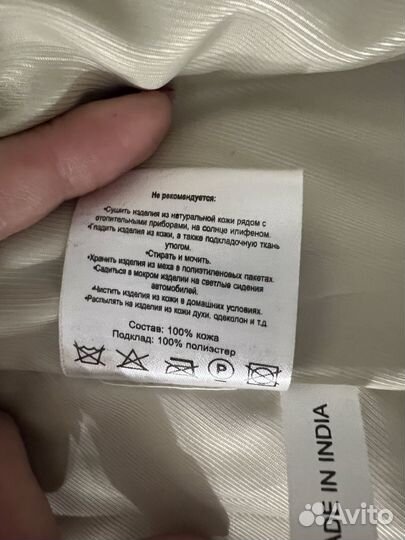 Не рекомендуется:
•Сушить изделия из натуральной кожи рядом с
отопительными приборами, на солнце илифеном.
•Гладить изделия из кожи, а также подкладочную ткань
утюгом.
•Стирать и мочить.
•Хранить изделия из меха в полиэтиленовых пакетах.
•Садиться в мокром изделии на светлые сидения
автомобилей.
•Чистить изделия из кожи в домашних условиях.
•Распылять на изделия из кожи духи, одеколон и т.д
Состав: 100% кожа
Подклад: 100% полиэстер
P
ADE IN INDIA
Avito